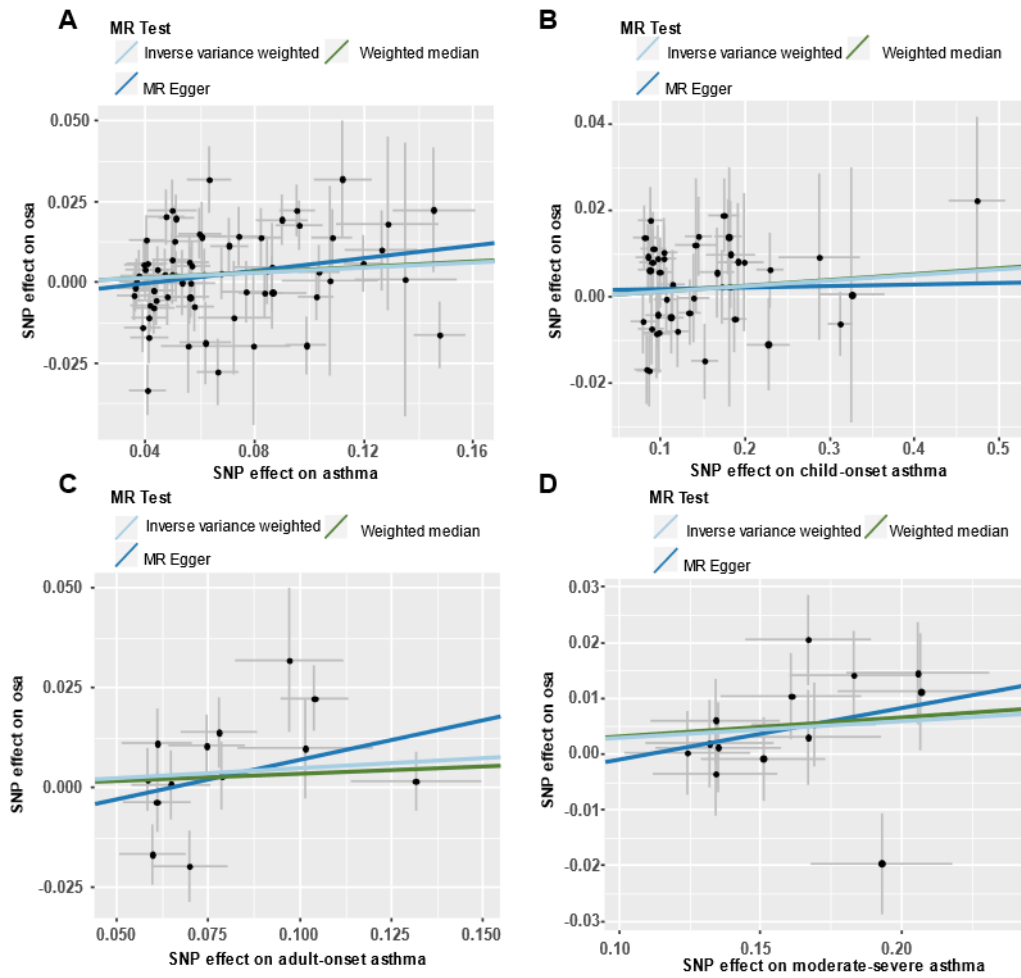 A
MR Test
Inverse variance weighted
Weighted median
MR Egger
SNP effect on osa
0.050
0.025
0.000
-0.025
0.04
0.08
0.12
0.16
SNP effect on asthma
B
MR Test
Inverse variance weighted
Weighted median
MR Egger
SNP effect on osa
0.04
0.02
0.00
-0.02
0.1
0.2
0.3
0.4
0.5
SNP effect on child-onset asthma
C
MR Test
Inverse variance weighted
Weighted median
MR Egger
SNP effect on osa
0.050
0.025
0.000
-0.025
0.050
0.075
0.100
0.125
0.150
SNP effect on adult-onset asthma
D
MR Test
Inverse variance weighted
Weighted median
MR Egger
SNP effect on osa
0.03
0.02
0.01
0.00
-0.01
-0.02
-0.03
0.10
0.15
0.20
SNP effect on moderate-severe asthma